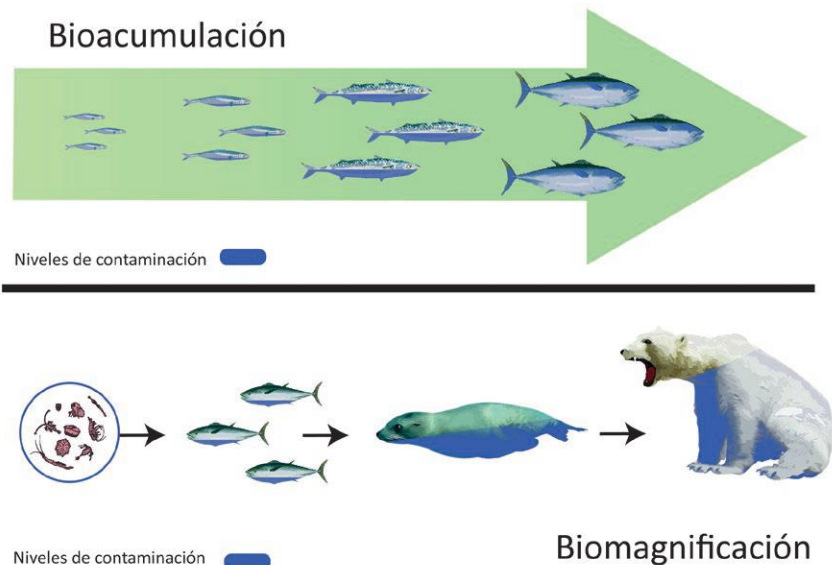 Bioacumulación
Niveles de contaminación
Niveles de contaminación
Biomagnificación